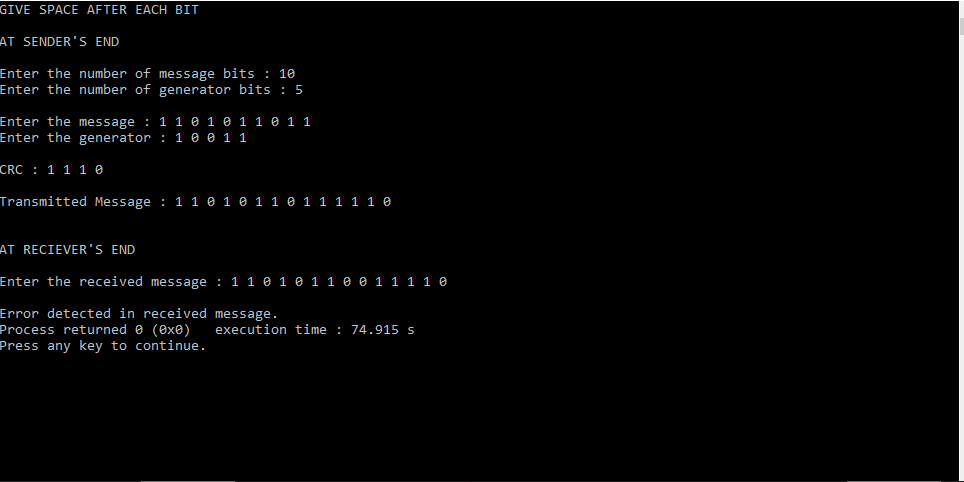 GIVE SPACE AFTER EACH BIT
AT SENDER'S END
Enter the number of message bits : 10
Enter the number of generator bits : 5
Enter the message : 1 1 0 1 0 1 1 0 1 1
Enter the generator : 1 0 0 1 1
CRC : 1 1 1 0
Transmitted Message : 1 1 0 1 0 1 1 0 1 1 1 1 1 0
AT RECIEVER'S END
Enter the received message : 1 1 0 1 0 1 1 0 0 1 1 1 1 0
Error detected in received message.
Process returned 0 (0x0)   execution time : 74.915 s
Press any key to continue.